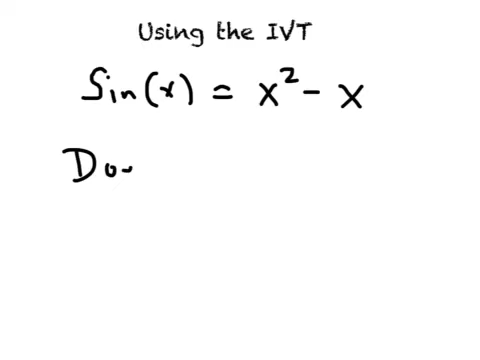 Using the IVT
Sin(x) = x² - x
Do